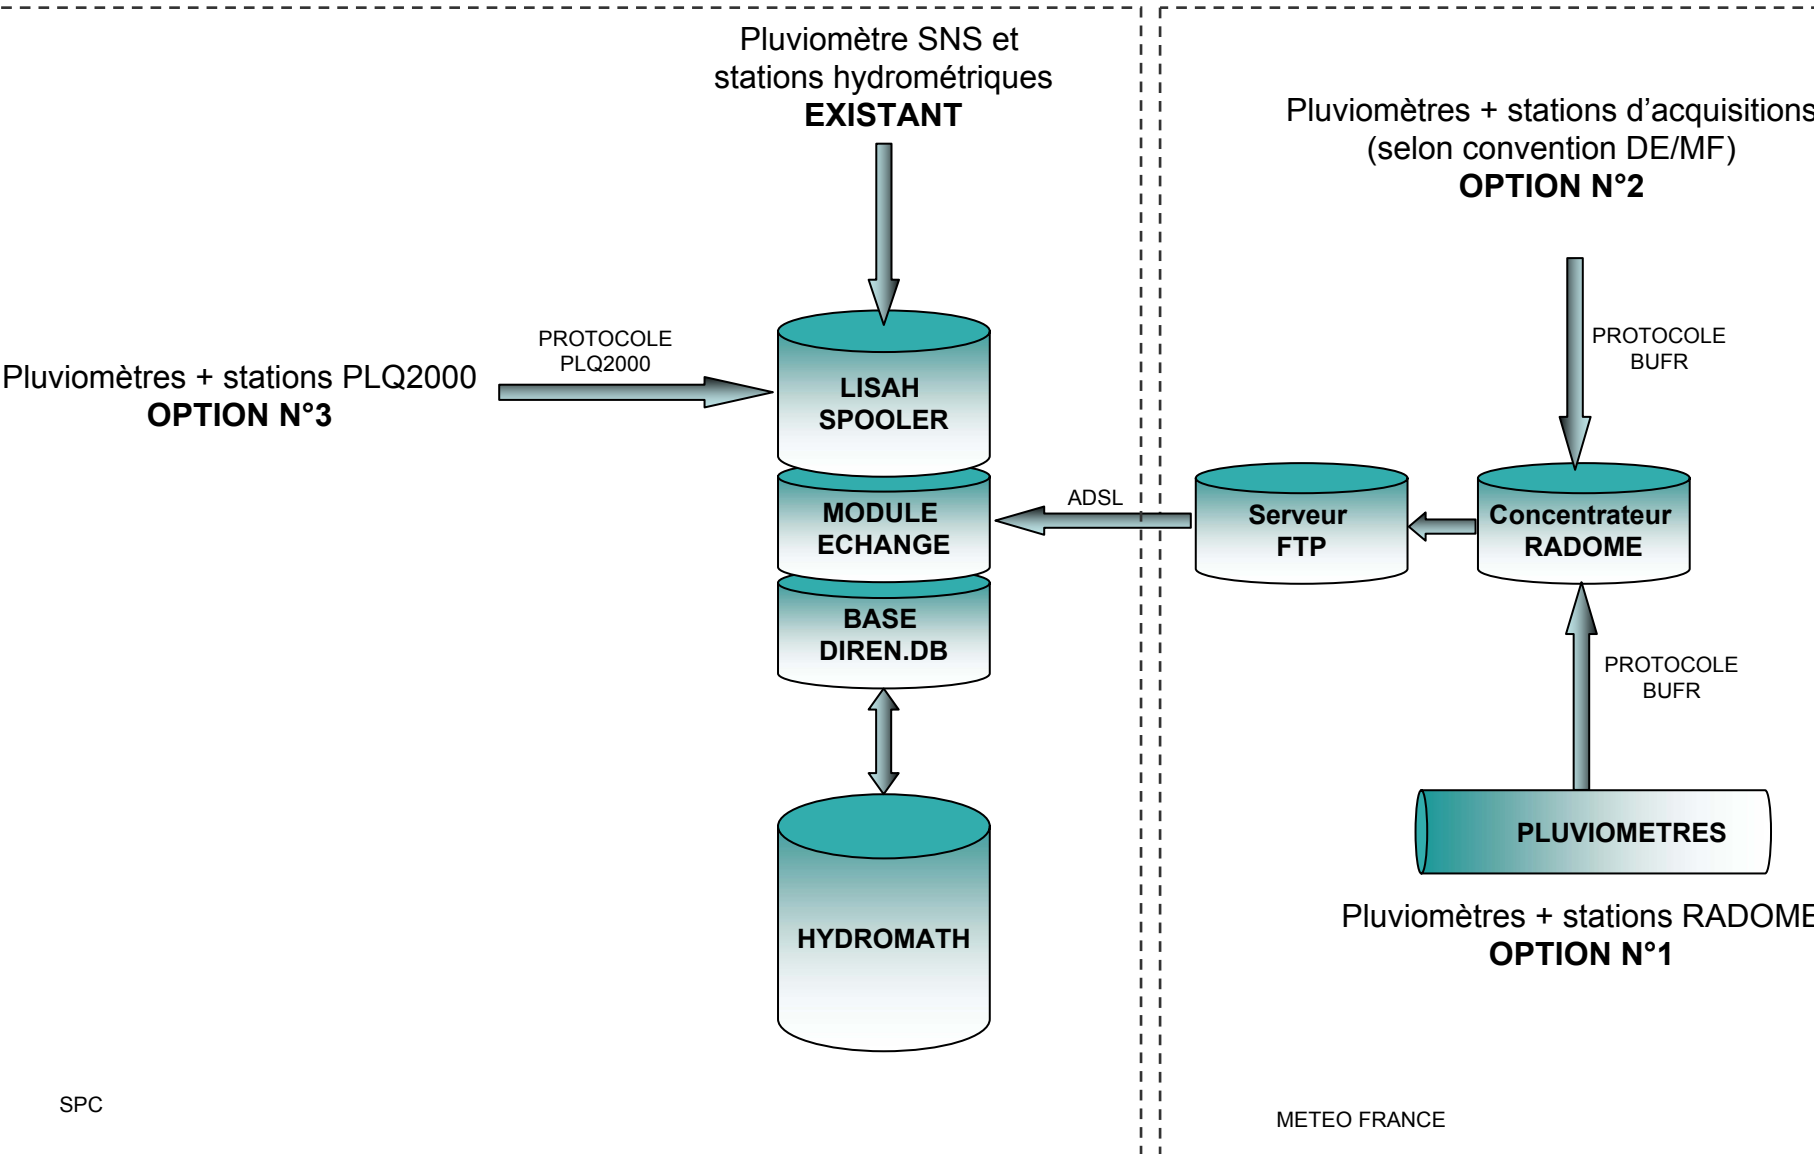 Pluviomètre SNS et
stations hydrométriques
EXISTANT
Pluviomètres + stations d’acquisitions
(selon convention DE/MF)
OPTION N°2
PROTOCOLE
PLQ2000
Pluviomètres + stations PLQ2000
OPTION N°3
LISAH
SPOOLER
PROTOCOLE
BUFR
MODULE
ECHANGE
ADSL
Serveur
FTP
Concentrateur
RADOME
BASE
DIREN.DB
PROTOCOLE
BUFR
PLUVIOMETRES
Pluviomètres + stations RADOME
OPTION N°1
HYDROMATH
SPC
METEO FRANCE